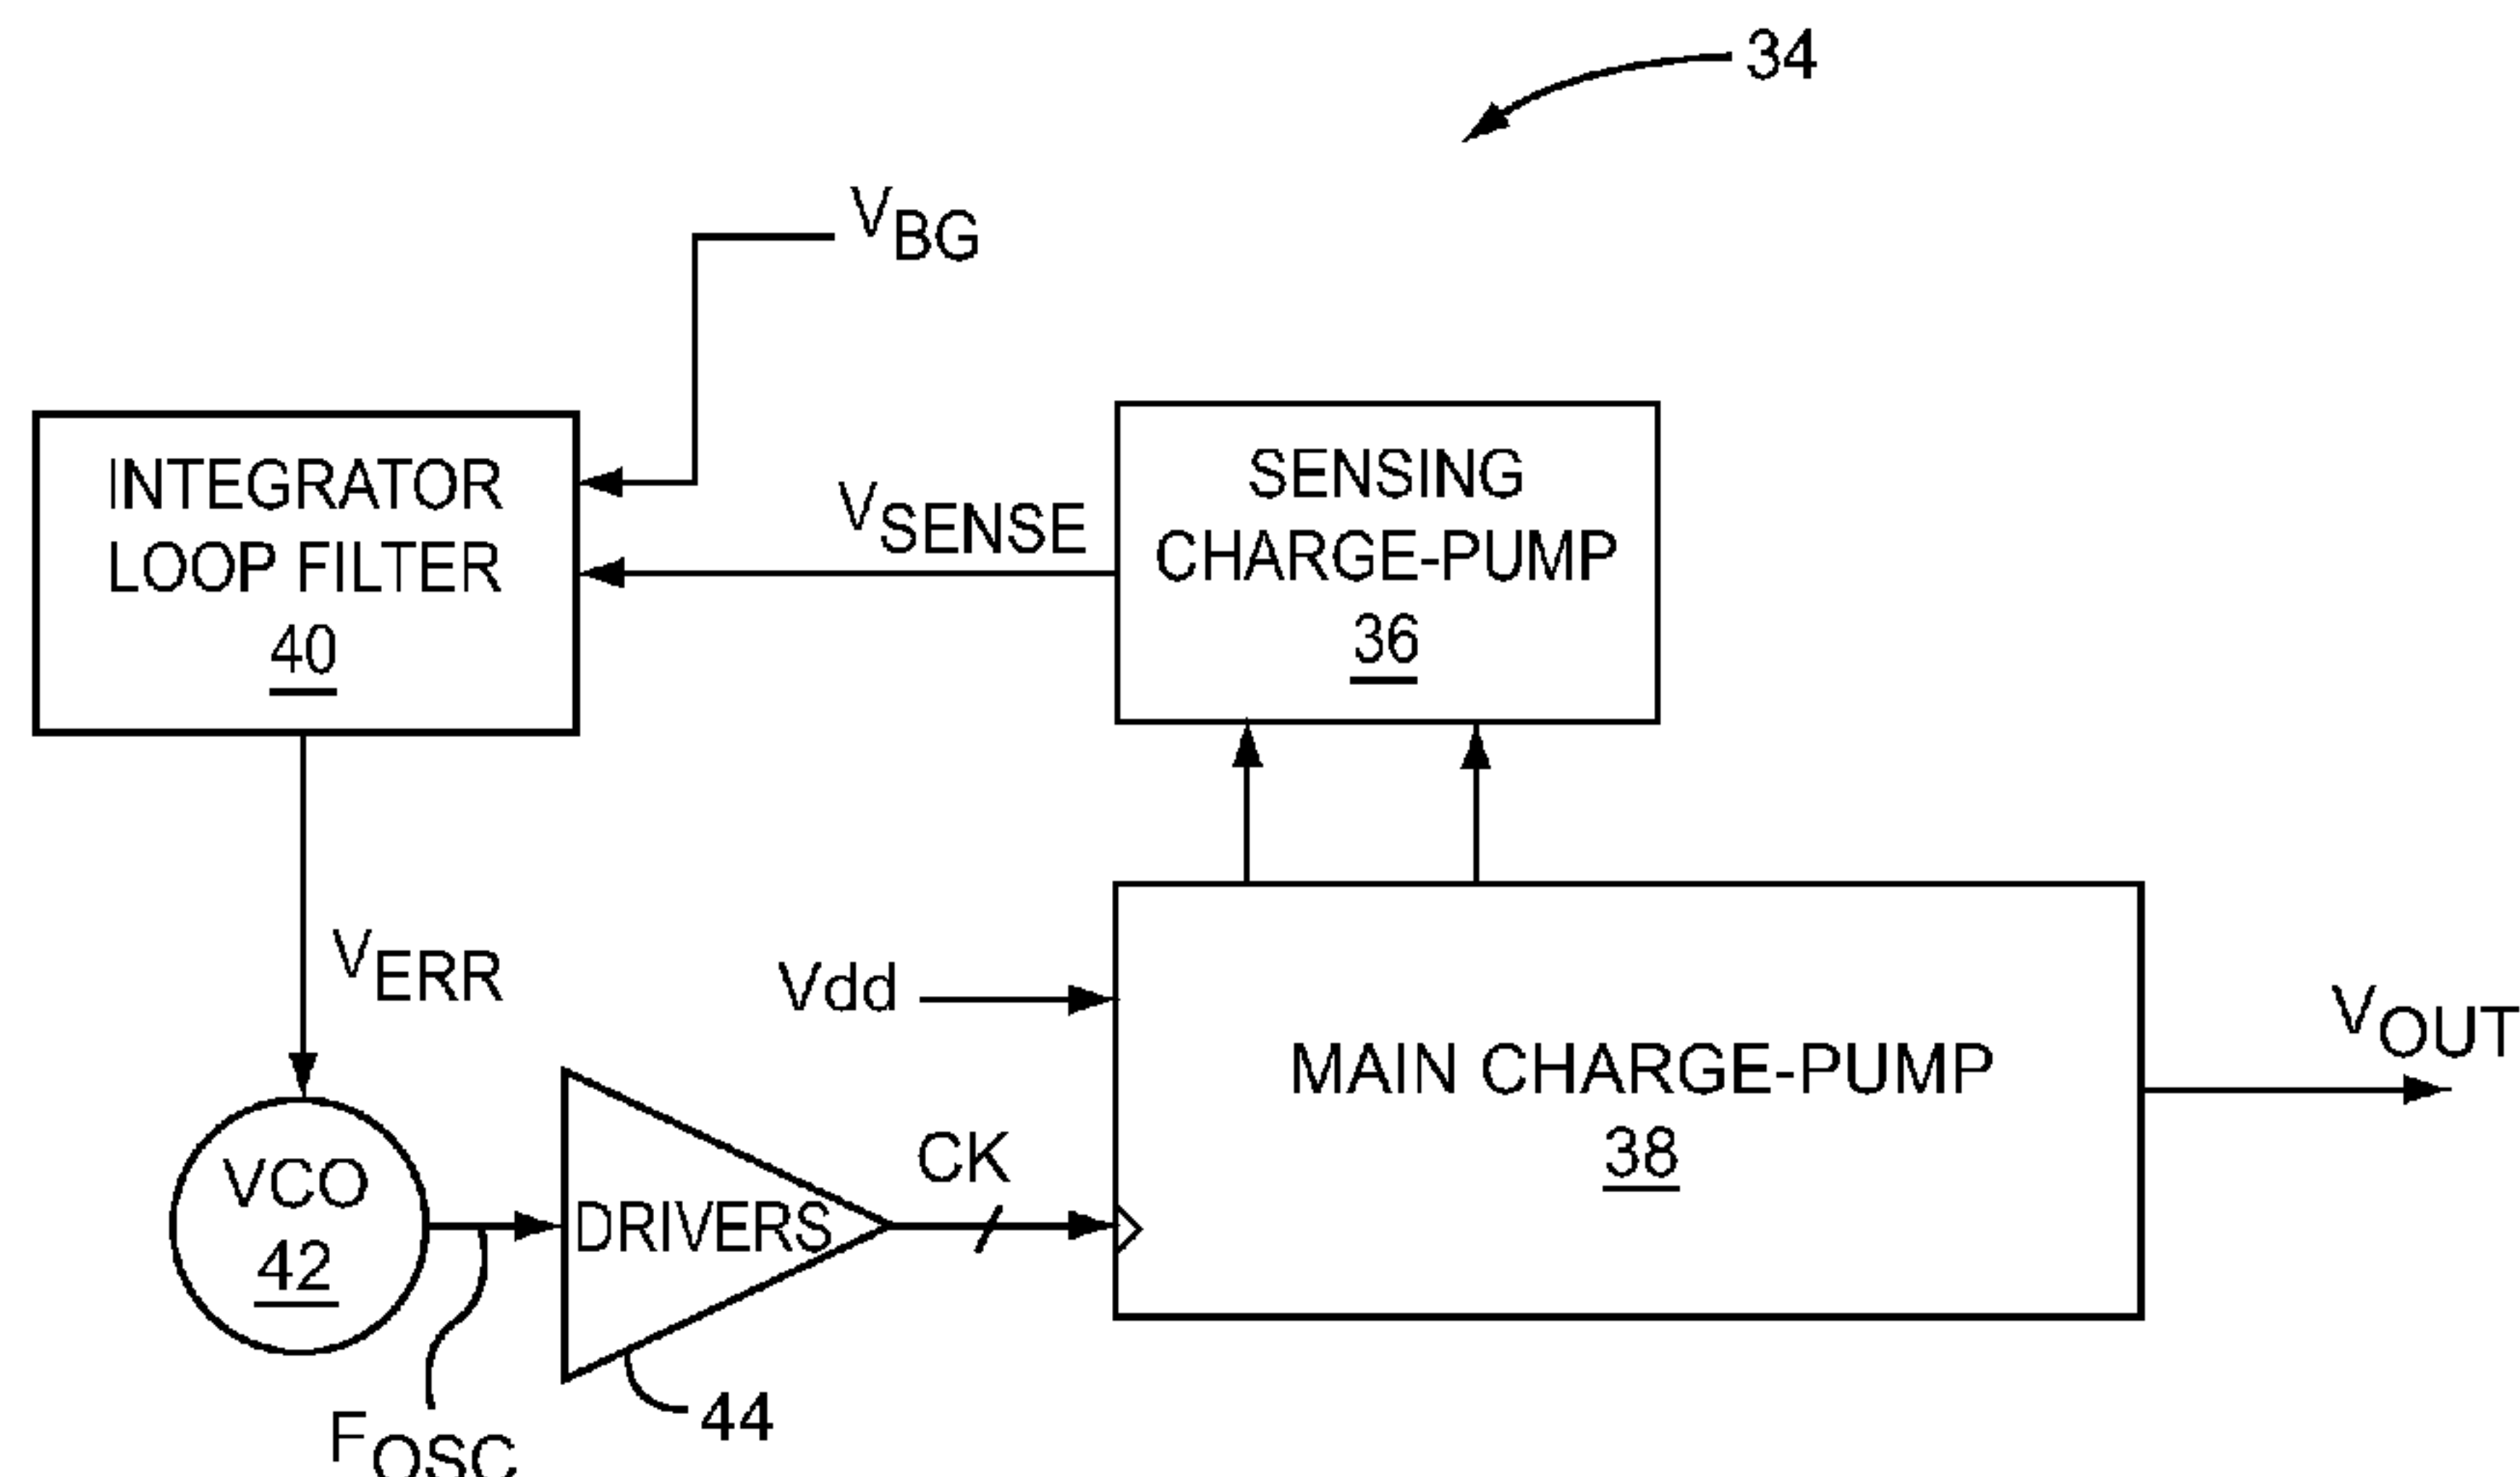 34
VBG
INTEGRATOR
LOOP FILTER
40
VSENSE
SENSING
CHARGE-PUMP
36
VERR
Vdd
MAIN CHARGE-PUMP
38
VOUT
VCO
42
DRIVERS
CK
44
FOSC